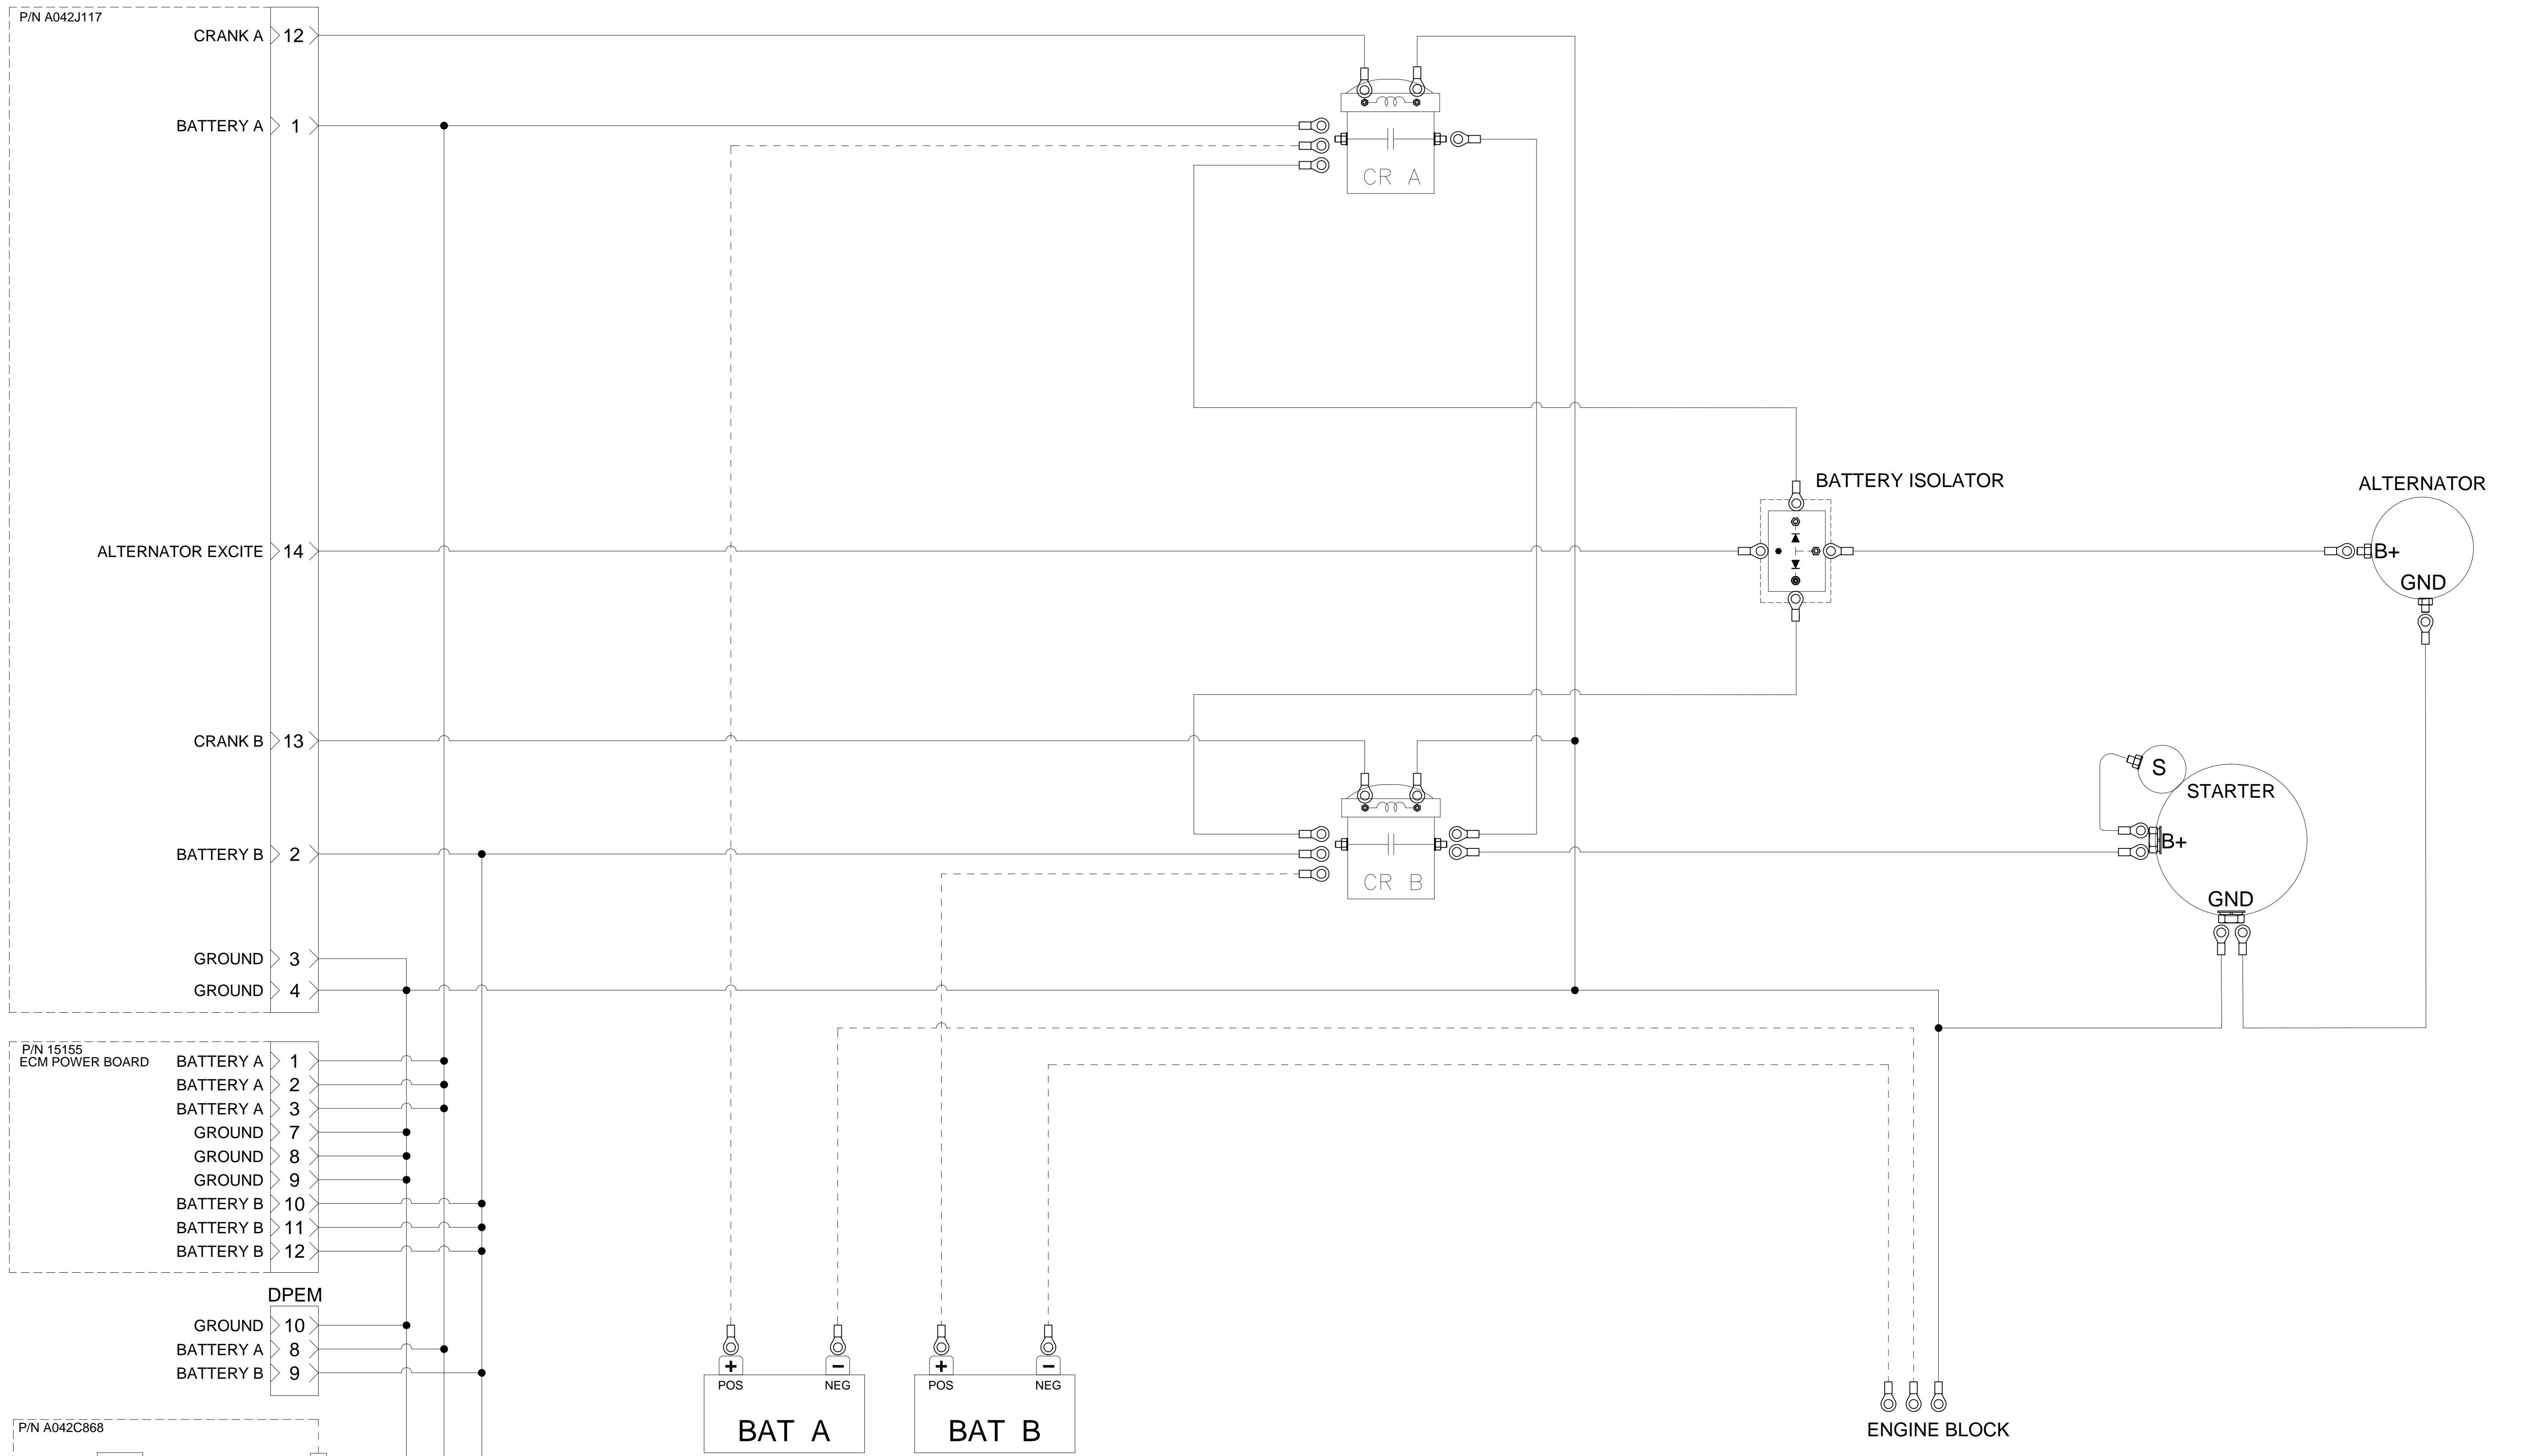 P/N A042J117
CRANK A 12
BATTERY A 1
CR A
BATTERY ISOLATOR
ALTERNATOR
ALTERNATOR EXCITE 14
B+
GND
CRANK B 13
S
STARTER
B+
BATTERY B 2
CR B
GND
GROUND 3
GROUND 4
P/N 15155
ECM POWER BOARD
BATTERY A 1
BATTERY A 2
BATTERY A 3
GROUND 7
GROUND 8
GROUND 9
BATTERY B 10
BATTERY B 11
BATTERY B 12
DPEM
GROUND 10
BATTERY A 8
BATTERY B 9
+ − + −
POS NEG POS NEG
BAT A BAT B
ENGINE BLOCK
P/N A042C868